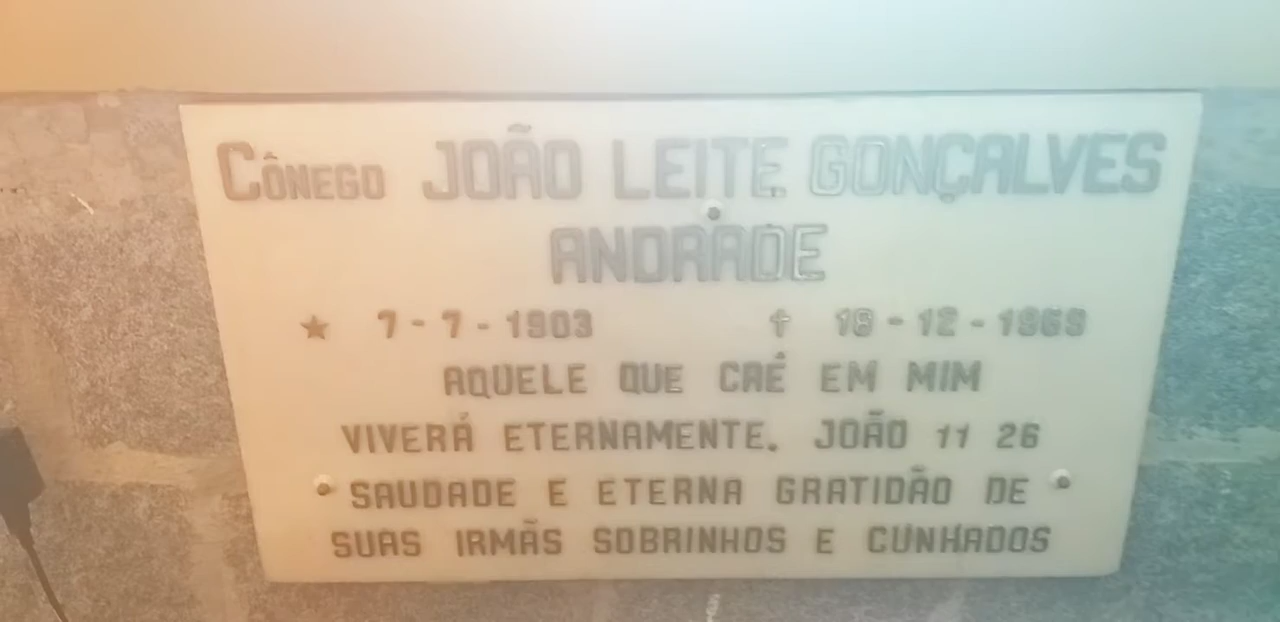 CÔNEGO JOÃO LEITE GONÇALVES
ANDRADE
★ 7-7-1903 † 18-12-1969
AQUELE QUE CRÊ EM MIM
VIVERÁ ETERNAMENTE. JOÃO 11 26
SAUDADE E ETERNA GRATIDÃO DE
SUAS IRMÃS SOBRINHOS E CUNHADOS